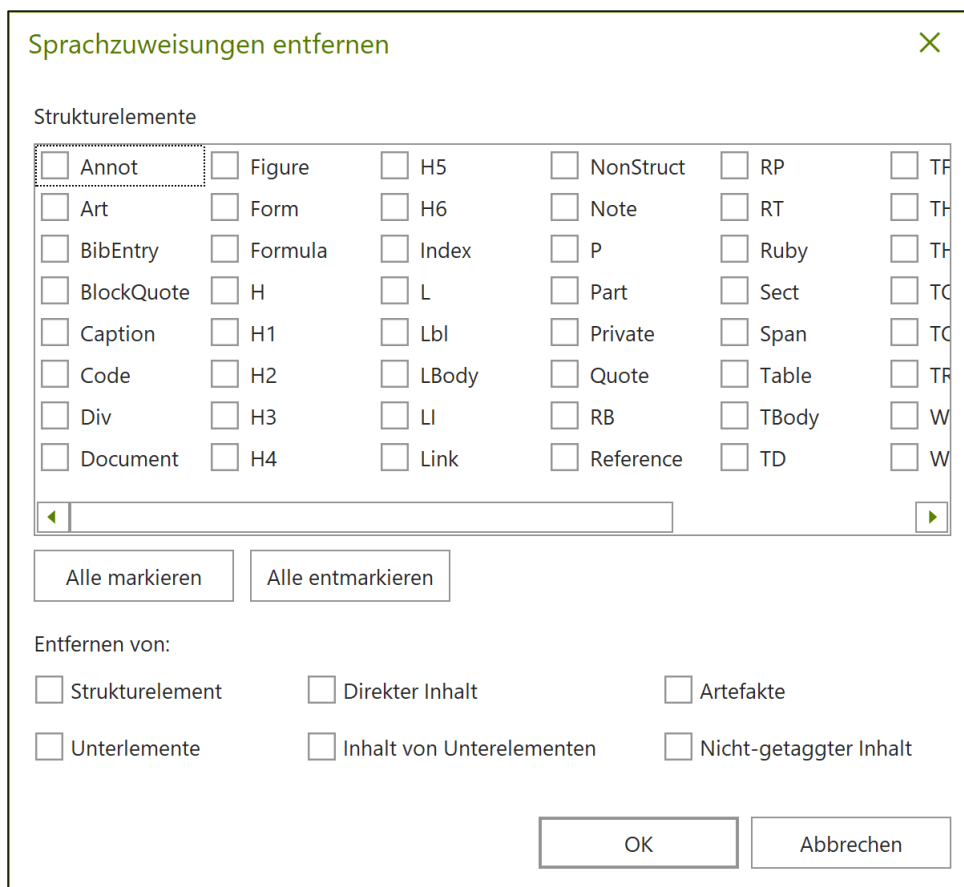 Sprachzuweisungen entfernen
Strukturelemente
Annot Figure H5 NonStruct RP
Art Form H6 Note RT
BibEntry Formula Index P Ruby
BlockQuote H L Part Sect
Caption H1 Lbl Private Span
Code H2 LBody Quote Table
Div H3 LI RB TBody
Document H4 Link Reference TD
Alle markieren Alle entmarkieren
Entfernen von:
Strukturelement Direkter Inhalt Artefakte
Unterlemente Inhalt von Unterelementen Nicht-getaggter Inhalt
OK Abbrechen